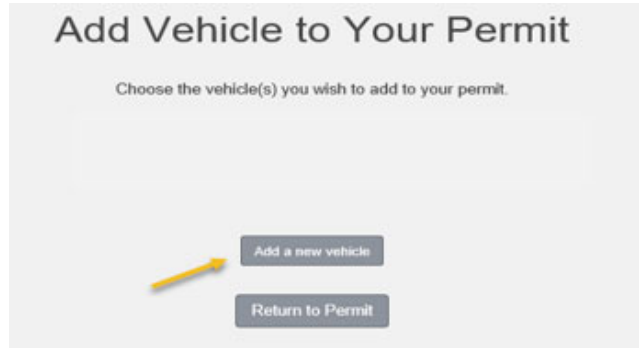 Add Vehicle to Your Permit
Choose the vehicle(s) you wish to add to your permit.
Add a new vehicle
Return to Permit